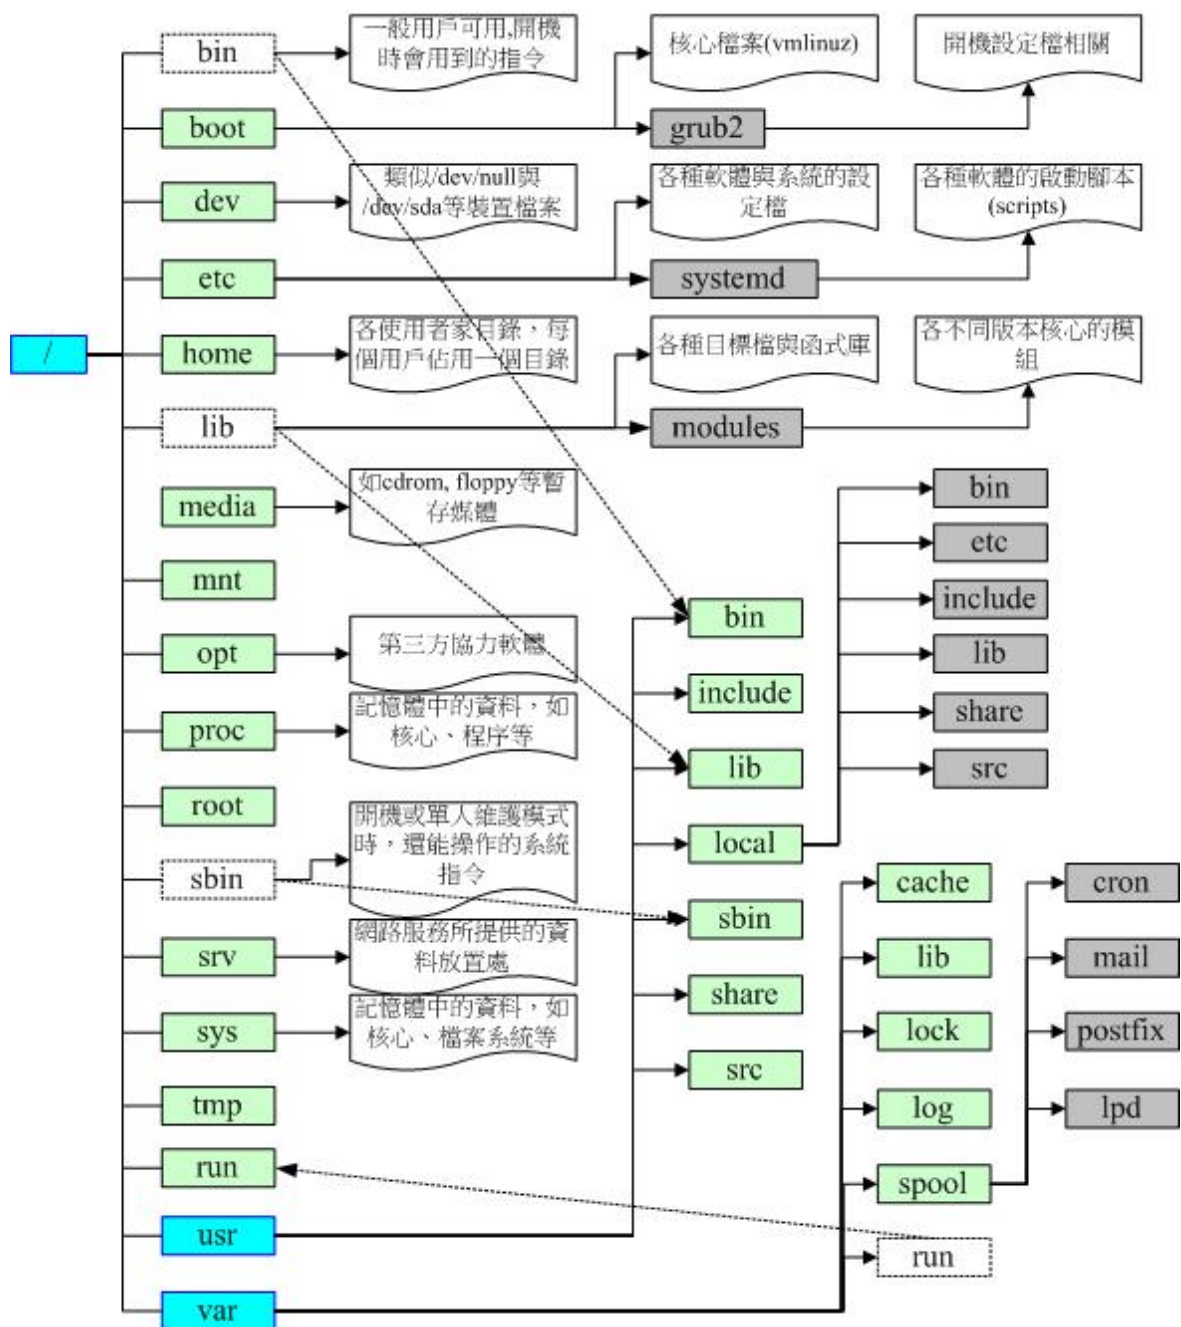 bin
一般用戶可用,開機
時會用到的指令
核心檔案(vmlinuz)
開機設定檔相關
boot
grub2
dev
類似/dev/null與
/dev/sda等裝置檔案
各種軟體與系統的設
定檔
各種軟體的啟動腳本
(scripts)
etc
systemd
/
home
各使用者家目錄，每
個用戶佔用一個目錄
各種目標檔與函式庫
各不同版本核心的模
組
lib
modules
media
如cdrom, floppy等暫
存媒體
mnt
opt
第三方協力軟體
proc
記憶體中的資料，如
核心、程序等
root
sbin
開機或單人維護模式
時，還能操作的系統
指令
srv
網路服務所提供的資
料放置處
sys
記憶體中的資料，如
核心、檔案系統等
tmp
run
usr
var
bin
include
lib
local
sbin
share
src
bin
etc
include
lib
share
src
cache
lib
lock
log
spool
run
cron
mail
postfix
lpd